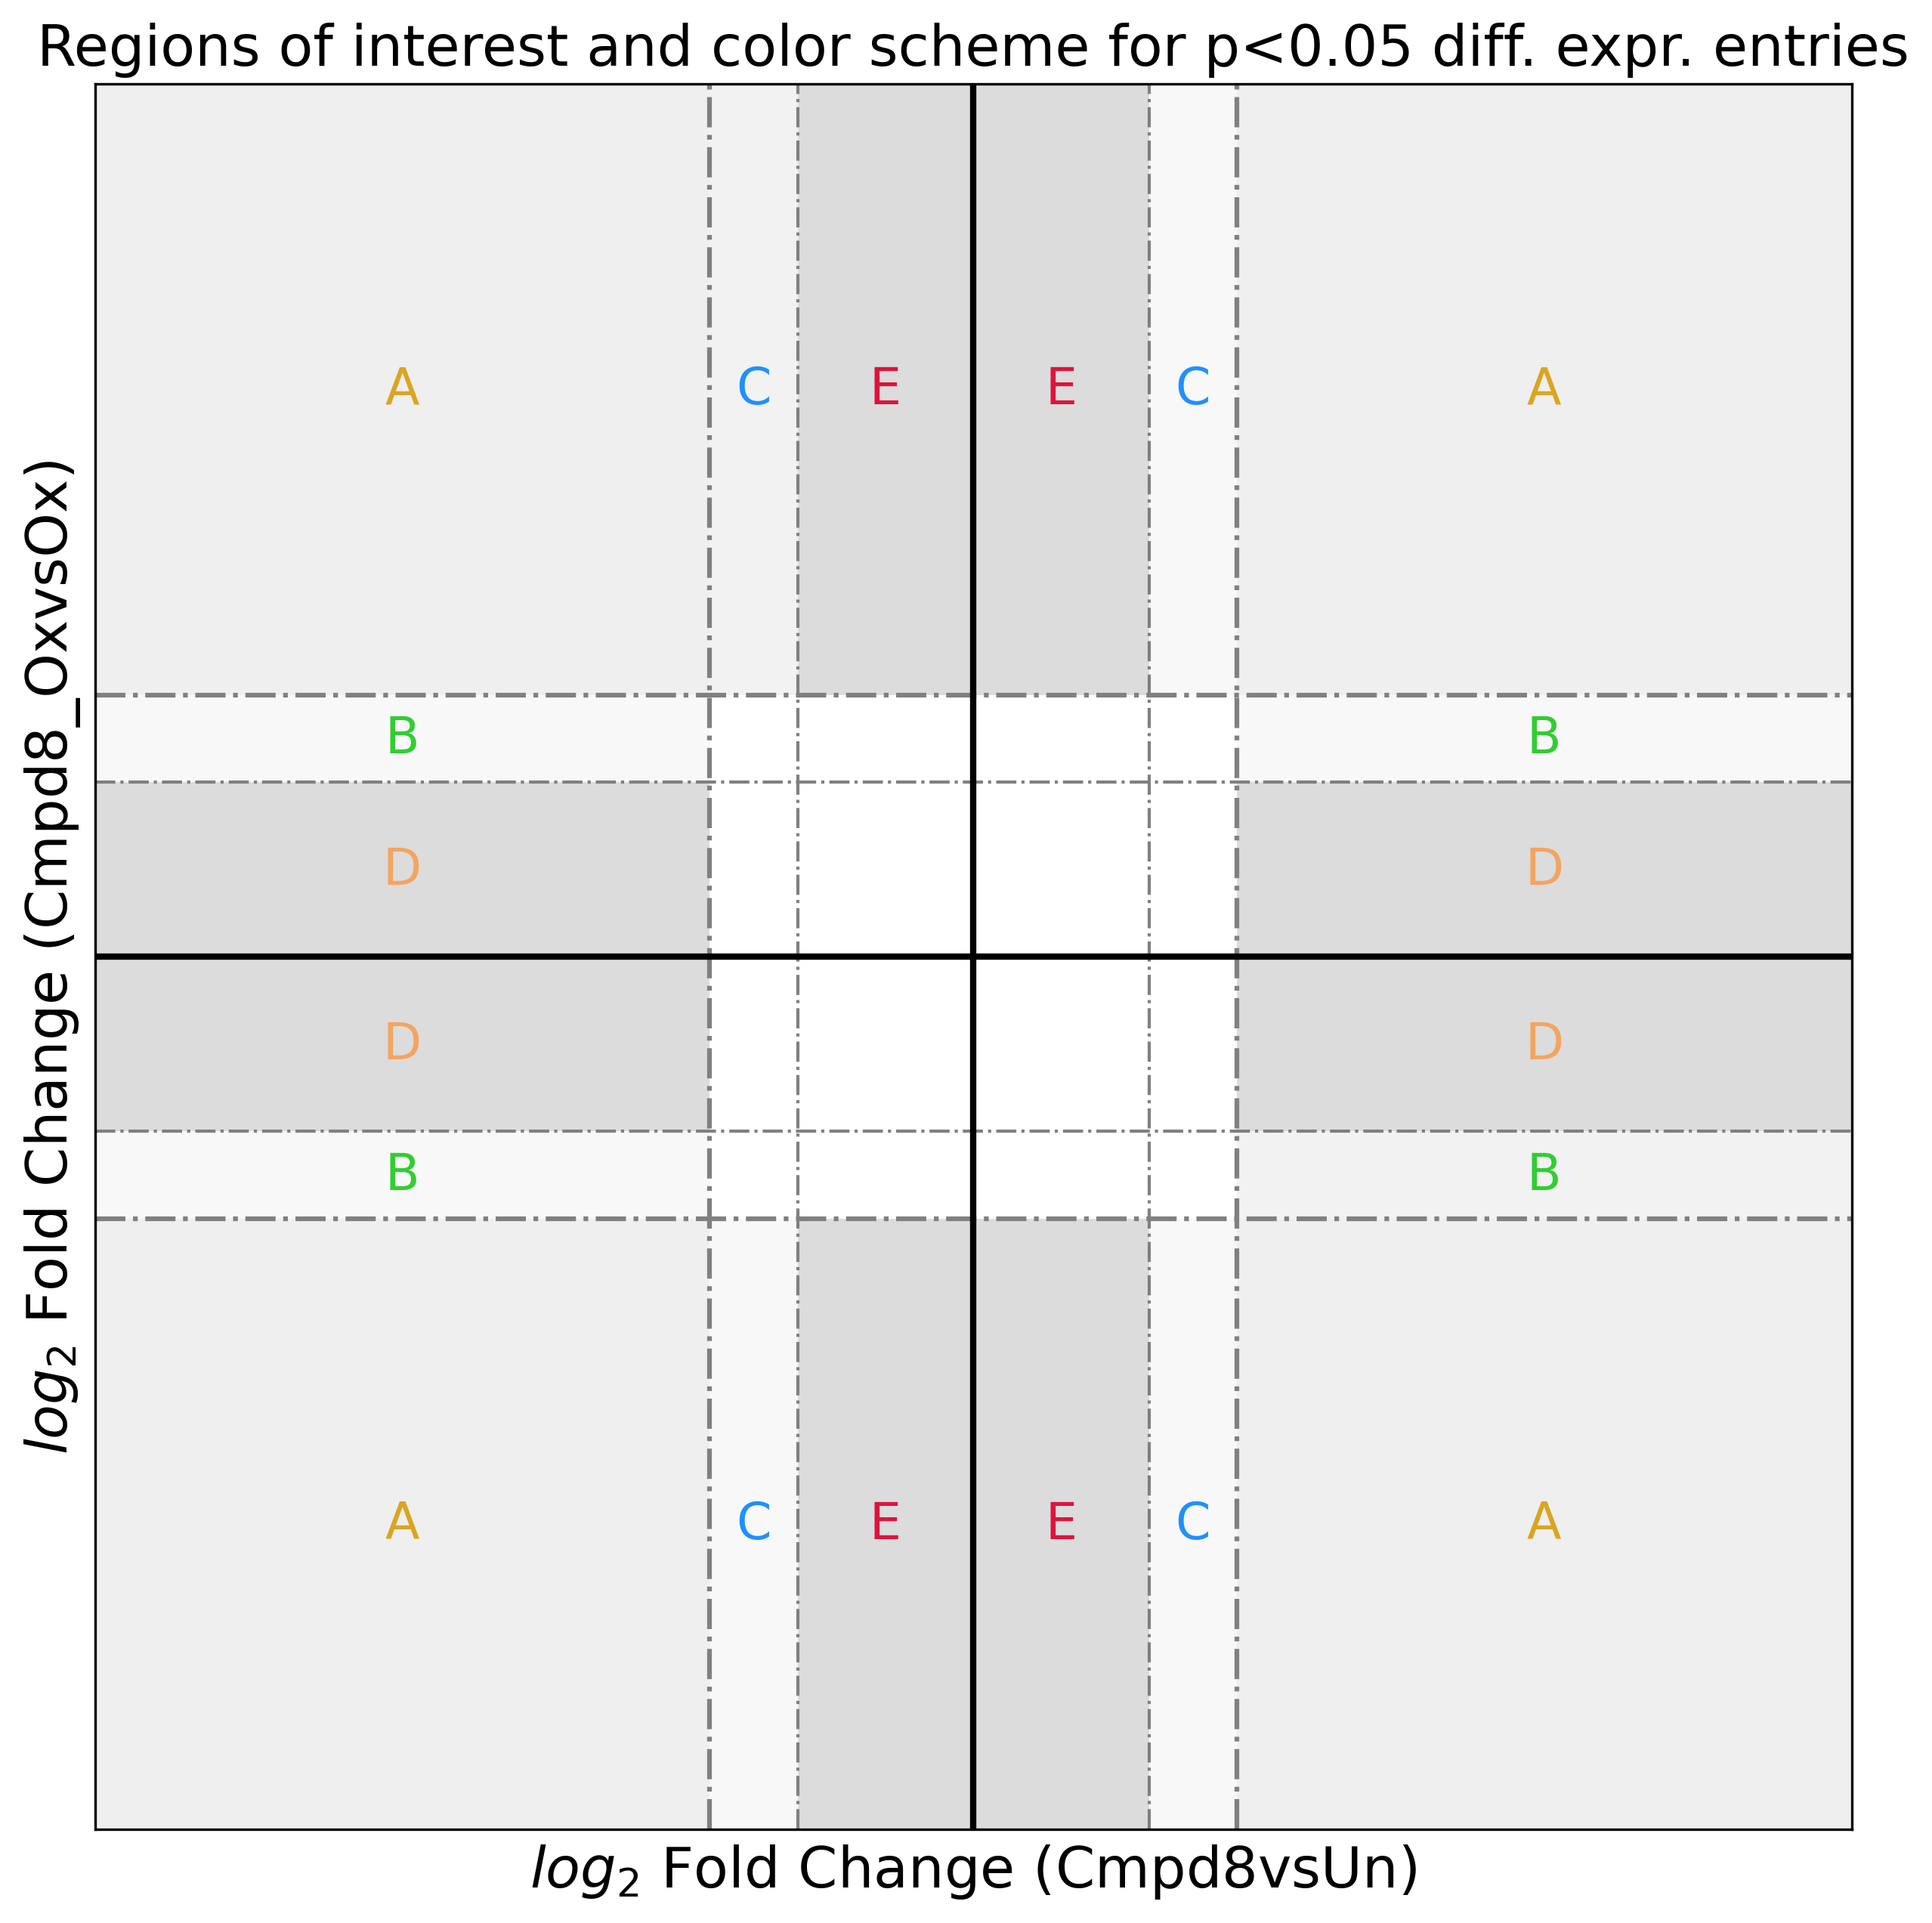 Regions of interest and color scheme for p<0.05 diff. expr. entries
log₂ Fold Change (Cmpd8_OxvsOx)
A C E E C A
B B
D D
D D
B B
A C E E C A
log₂ Fold Change (Cmpd8vsUn)